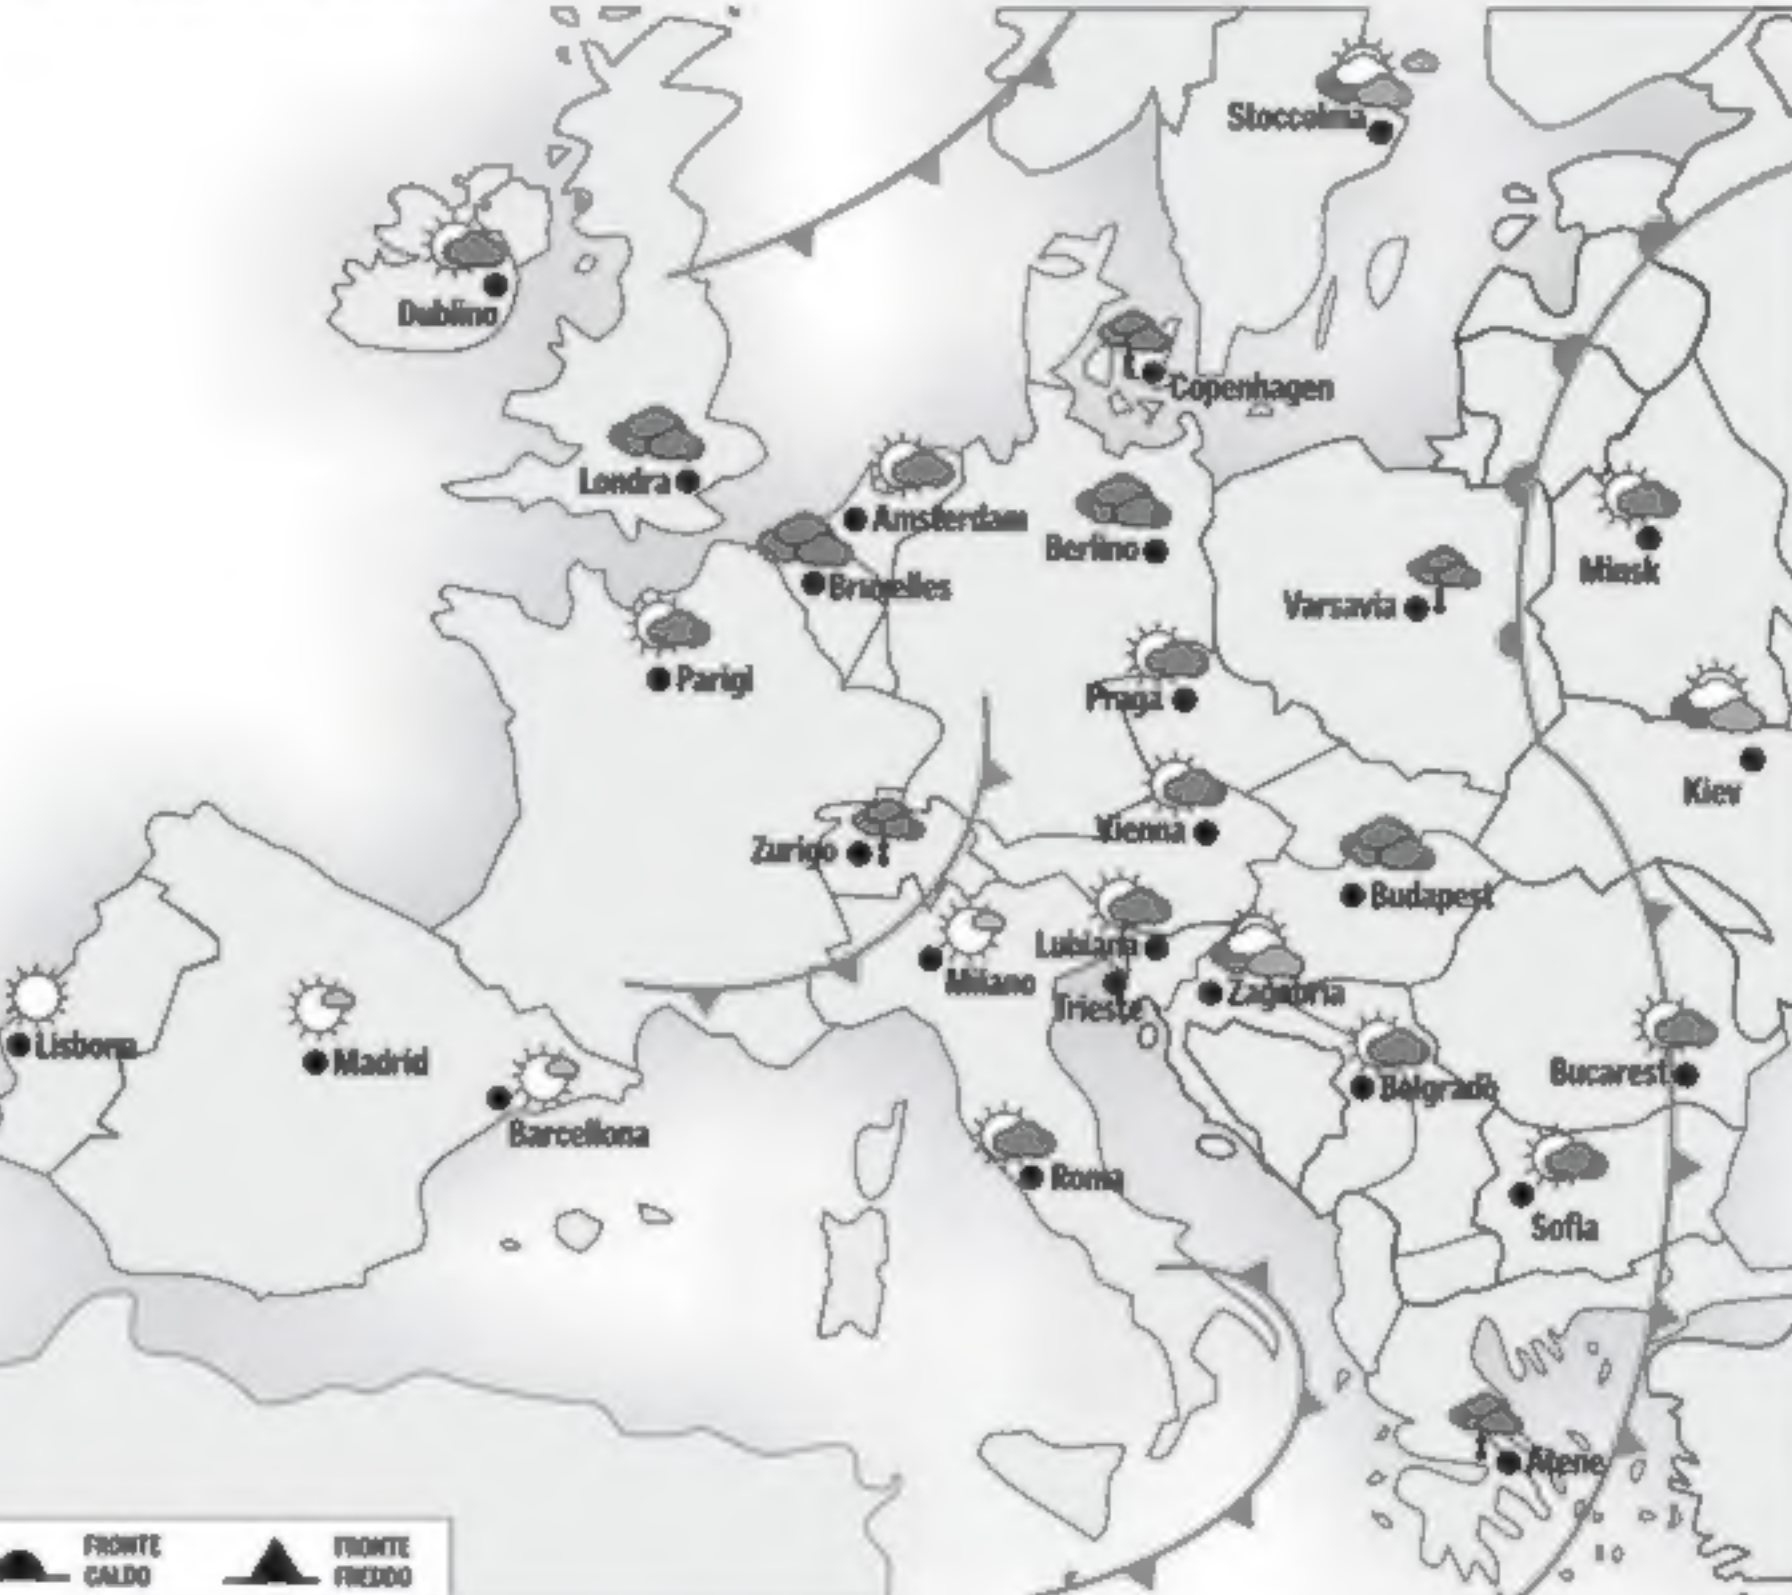 Stoccolma
Dublino
Copenhagen
Londra
Amsterdam
Berlino
Bruxelles
Minsk
Varsavia
Parigi
Praga
Kiev
Vienna
Zurigo
Budapest
Lubiana
Milano
Zagabria
Trieste
Lisbona
Madrid
Belgrado
Bucarest
Barcellona
Roma
Sofia
Atene
FRONTE
CALDO
FRONTE
FREDDO